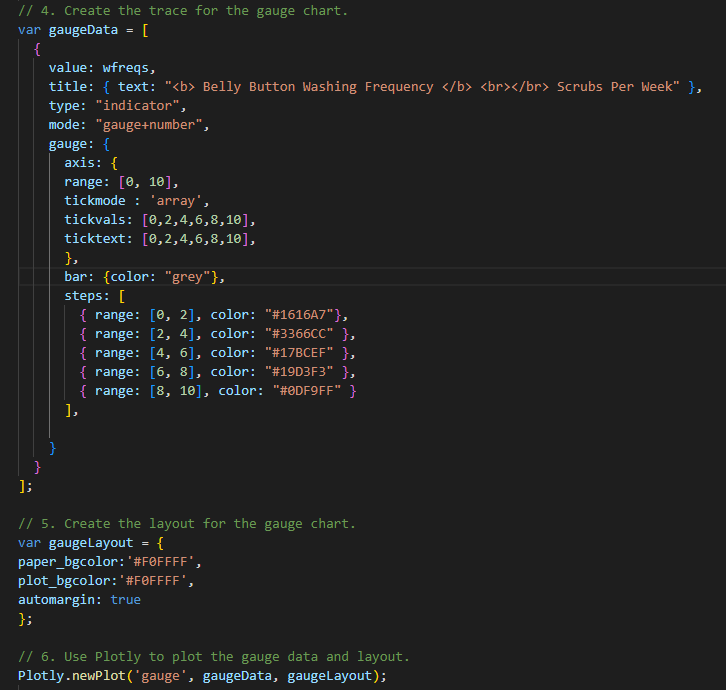 // 4. Create the trace for the gauge chart.
var gaugeData = [
{
value: wfreqs,
title: { text: "<b> Belly Button Washing Frequency </b> <br></br> Scrubs Per Week" },
type: "indicator",
mode: "gauge+number",
gauge: {
axis: {
range: [0, 10],
tickmode : 'array',
tickvals: [0,2,4,6,8,10],
ticktext: [0,2,4,6,8,10],
},
bar: {color: "grey"},
steps: [
{ range: [0, 2], color: "#1616A7"},
{ range: [2, 4], color: "#3366CC" },
{ range: [4, 6], color: "#17BCEF" },
{ range: [6, 8], color: "#19D3F3" },
{ range: [8, 10], color: "#0DF9FF" }
],
}
}
];
// 5. Create the layout for the gauge chart.
var gaugeLayout = {
paper_bgcolor:'#F0FFFF',
plot_bgcolor:'#F0FFFF',
automargin: true
};
// 6. Use Plotly to plot the gauge data and layout.
Plotly.newPlot('gauge', gaugeData, gaugeLayout);